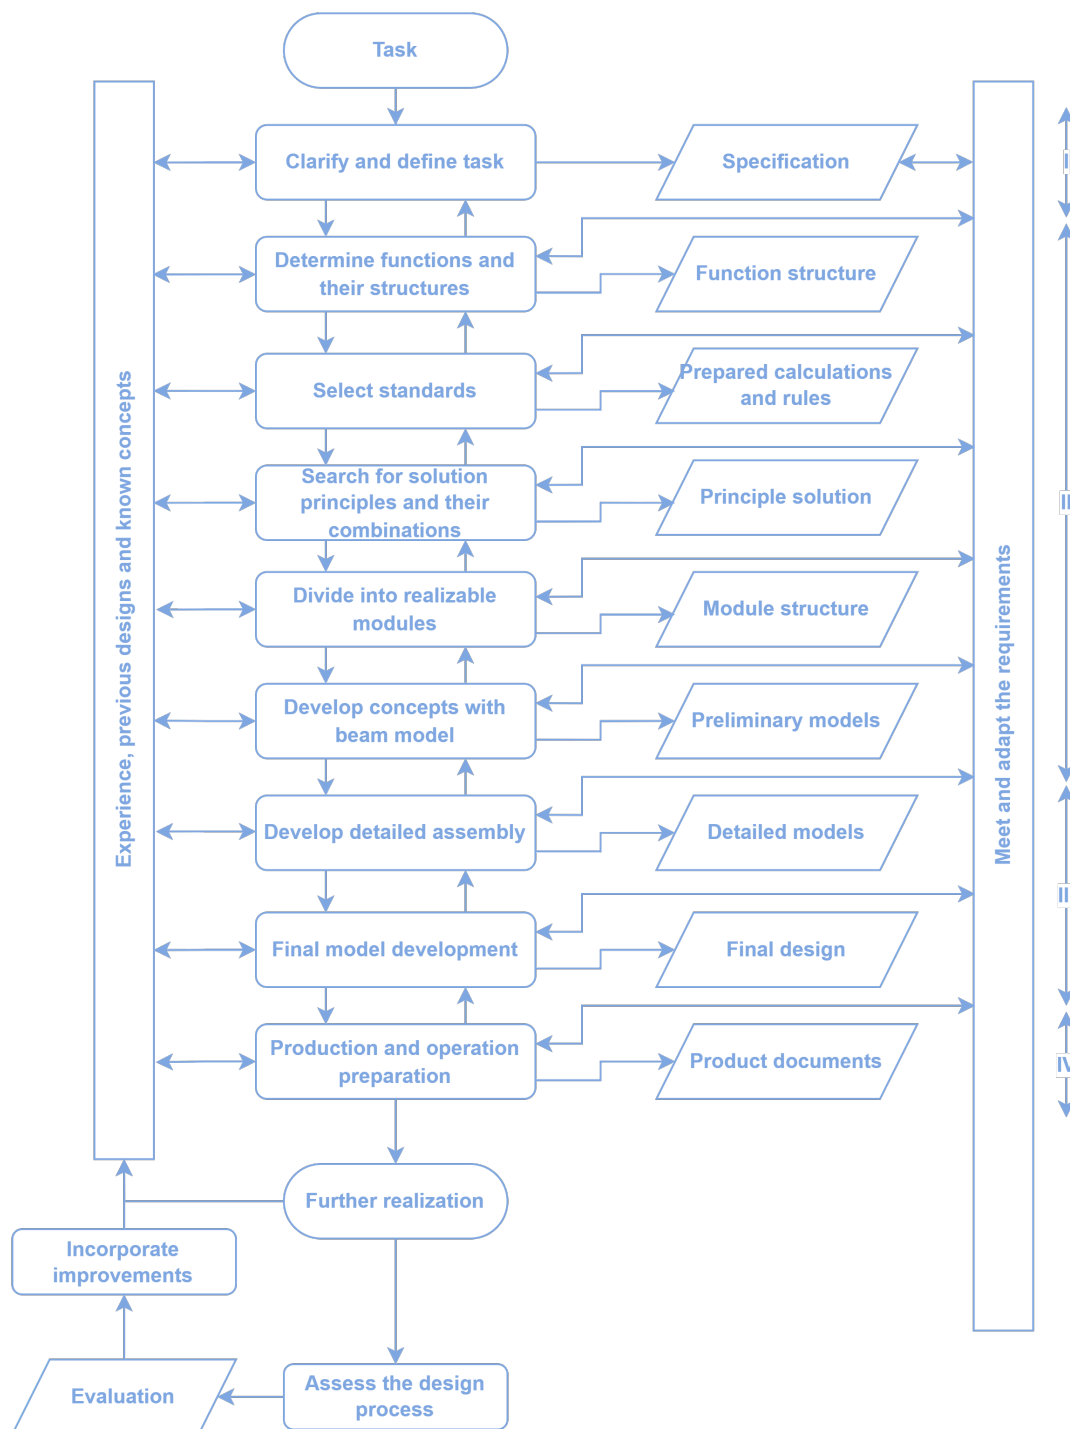 Task
Clarify and define task
Specification
I
Determine functions and
their structures
Function structure
Select standards
Prepared calculations
and rules
Search for solution
principles and their
combinations
Principle solution
Divide into realizable
modules
Module structure
Develop concepts with
beam model
Preliminary models
Develop detailed assembly
Detailed models
Final model development
Final design
Production and operation
preparation
Product documents
Experience, previous designs and known concepts
Meet and adapt the requirements
Further realization
Incorporate
improvements
Assess the design
process
Evaluation